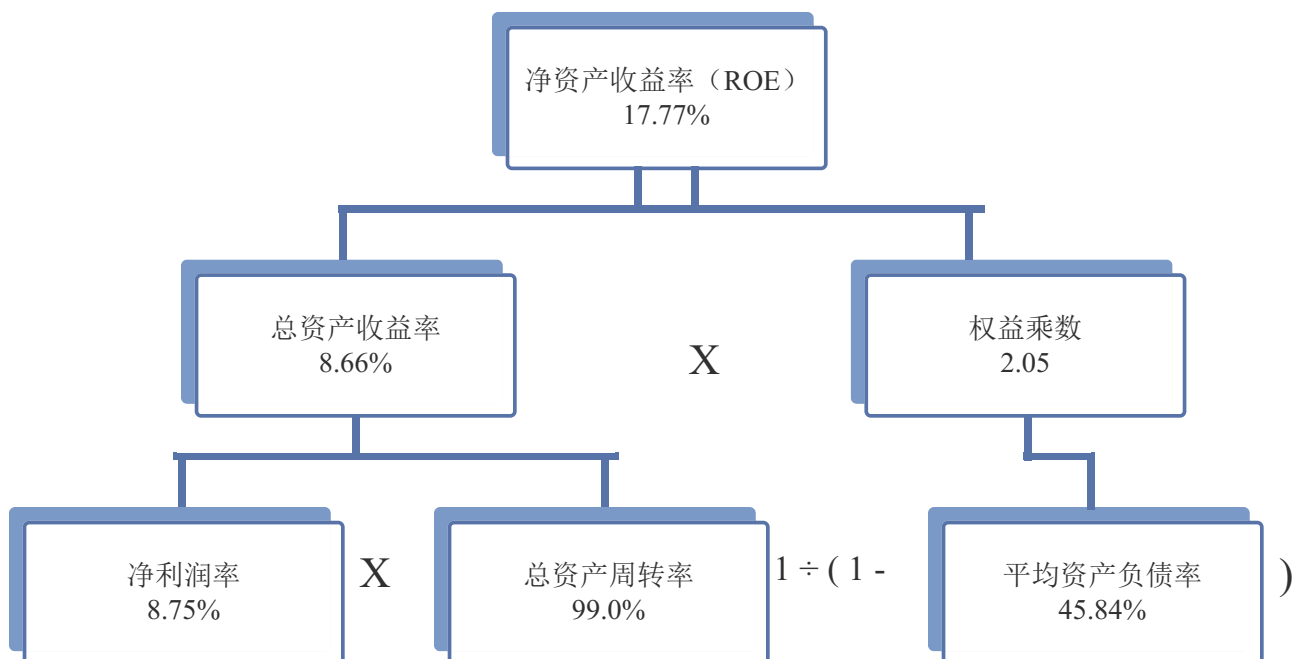 净资产收益率（ROE）
17.77%
总资产收益率
8.66%
X
权益乘数
2.05
净利润率
8.75%
X
总资产周转率
99.0%
1 ÷ ( 1 -
平均资产负债率
45.84%
)